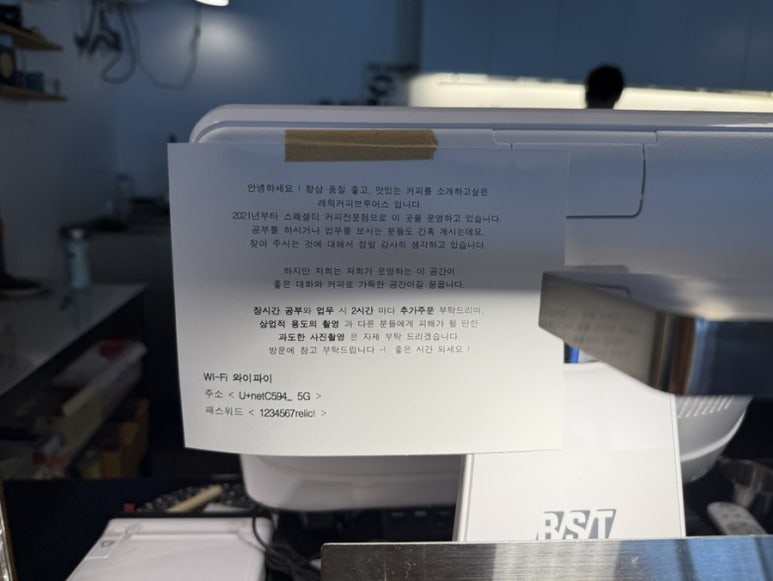 안녕하세요 ! 항상 품질 좋고, 맛있는 커피를 소개하고싶은
레릭커피브루어스 입니다.
2021년부터 스페셜티 커피전문점으로 이 곳을 운영하고 있습니다.
공부를 하시거나 업무를 보시는 분들도 간혹 계시는데요,
찾아 주시는 것에 대해서 정말 감사히 생각하고 있습니다.
하지만 저희는 저희가 운영하는 이 공간이
좋은 대화와 커피로 가득한 공간이길 꿈꿉니다.
장시간 공부와 업무 시 2시간 마다 추가주문 부탁드리며,
상업적 용도의 촬영 과 다른 분들에게 피해가 될 만한
과도한 사진촬영 은 자제 부탁 드리겠습니다.
방문에 참고 부탁드립니다 ~! 좋은 시간 되세요 !
Wi-Fi 와이파이
주소 < U+netC594_ 5G >
패스워드 < 1234567relic! >